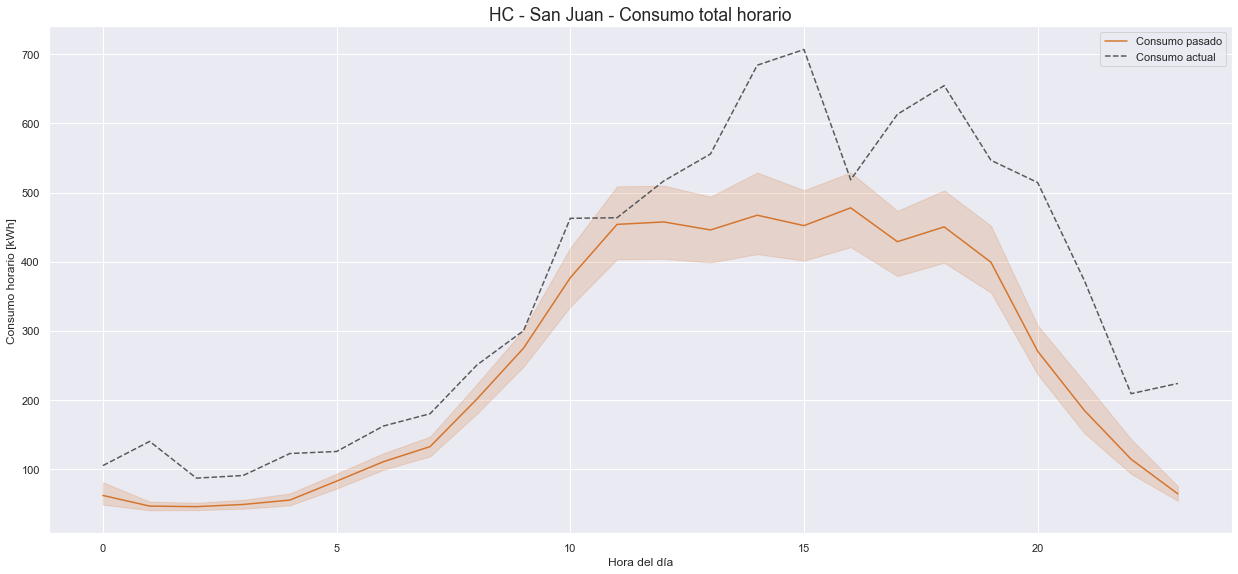 HC - San Juan - Consumo total horario
Consumo pasado
Consumo actual
Consumo horario [kWh]
700
600
500
400
300
200
100
0 5 10 15 20
Hora del día